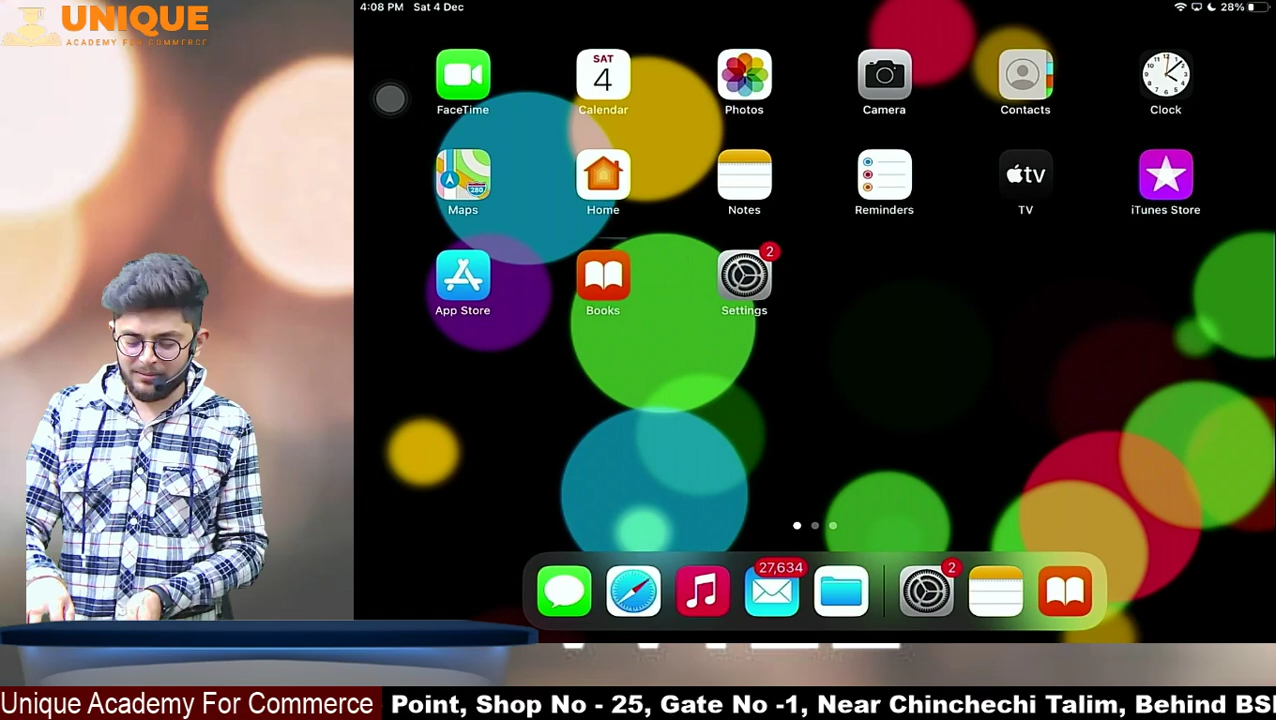 UNIQUE
ACADEMY FOR COMMERCE
4:08 PM Sat 4 Dec
28%
FaceTime
SAT
4
Calendar
Photos
Camera
Contacts
12
Clock
280
Maps
Home
Notes
Reminders
tv
TV
iTunes Store
App Store
Books
2
Settings
27,634
2
Unique Academy For Commerce
Point, Shop No - 25, Gate No -1, Near Chinchechi Talim, Behind BS